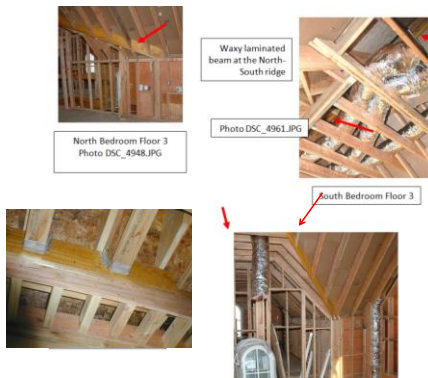 Waxy laminated
beam at the North-
South ridge
North Bedroom Floor 3
Photo DSC_4948.JPG
Photo DSC_4961.JPG
South Bedroom Floor 3